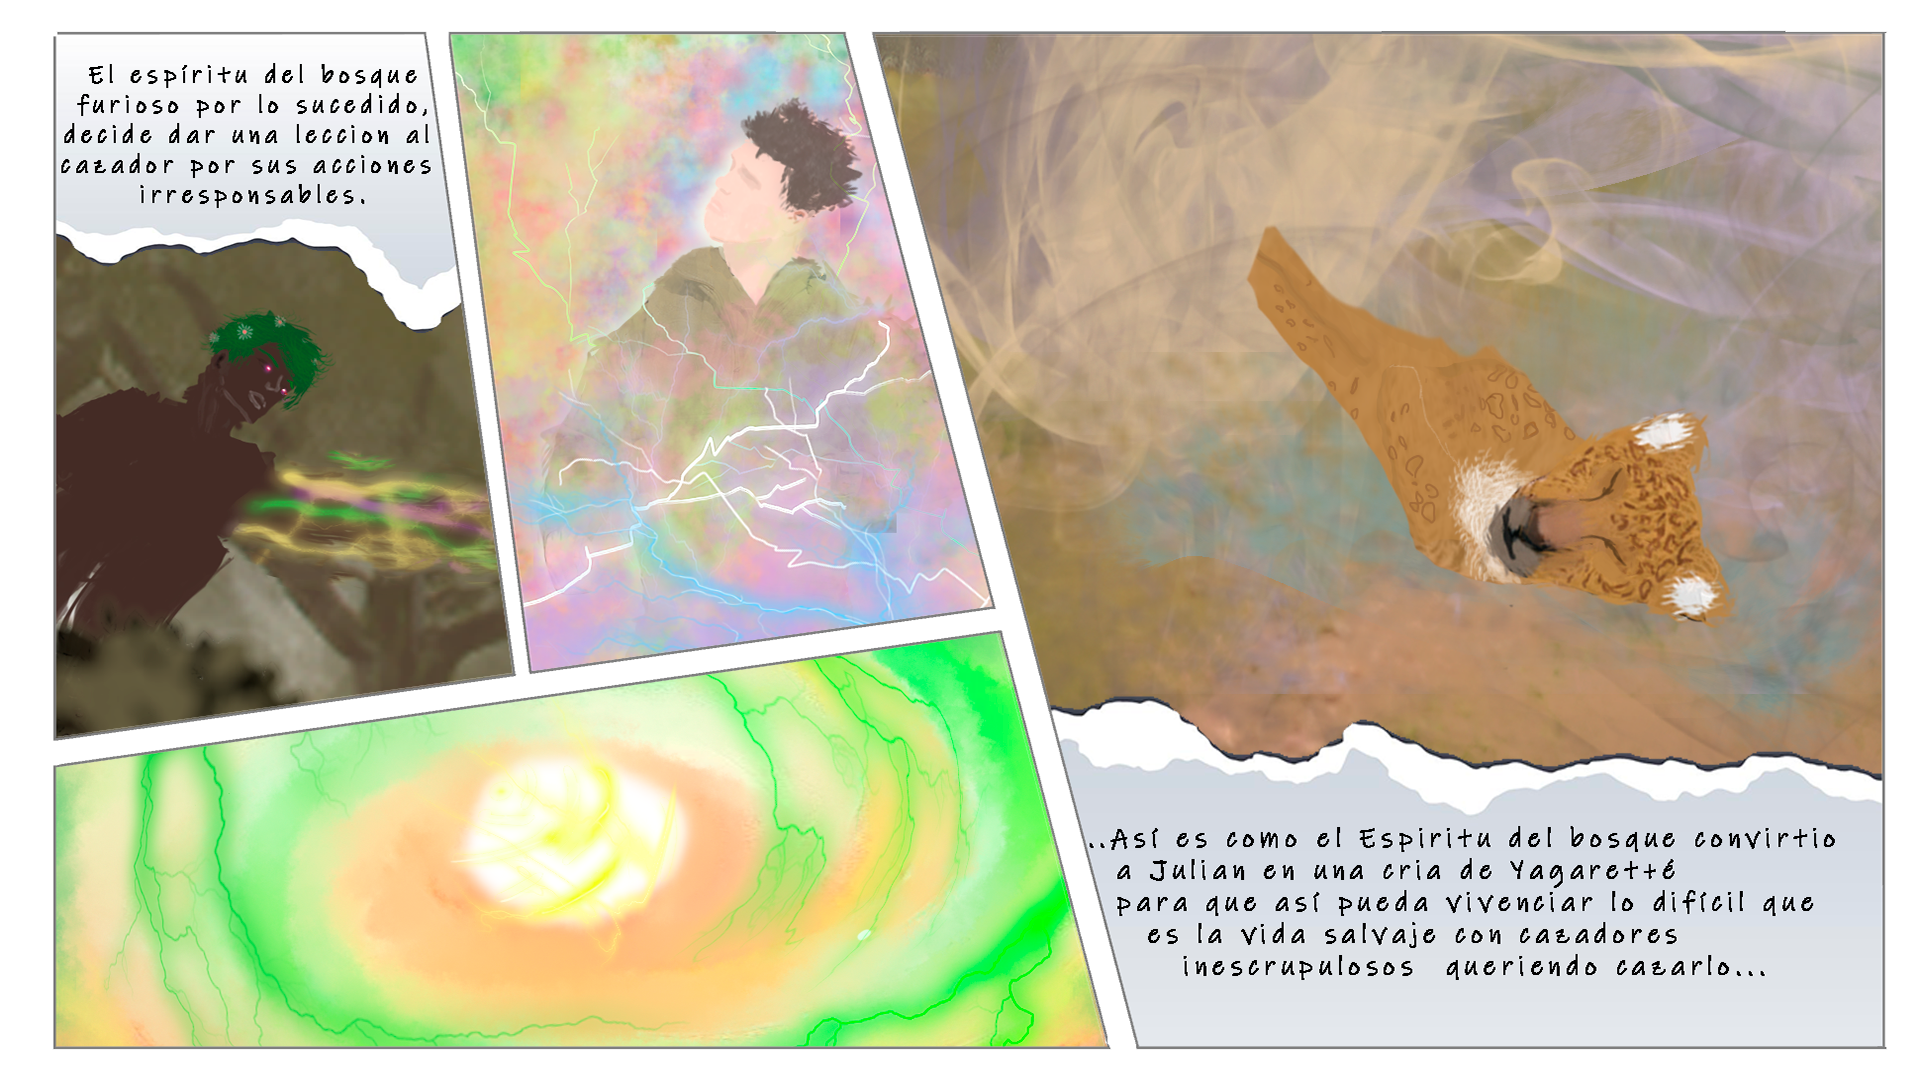 El espíritu del bosque
furioso por lo sucedido,
decide dar una leccion al
cazador por sus acciones
irresponsables.
..Así es como el Espiritu del bosque convirtio
a Julian en una cria de Yagaretté
para que así pueda vivenciar lo difícil que
es la vida salvaje con cazadores
inescrupulosos queriendo cazarlo...